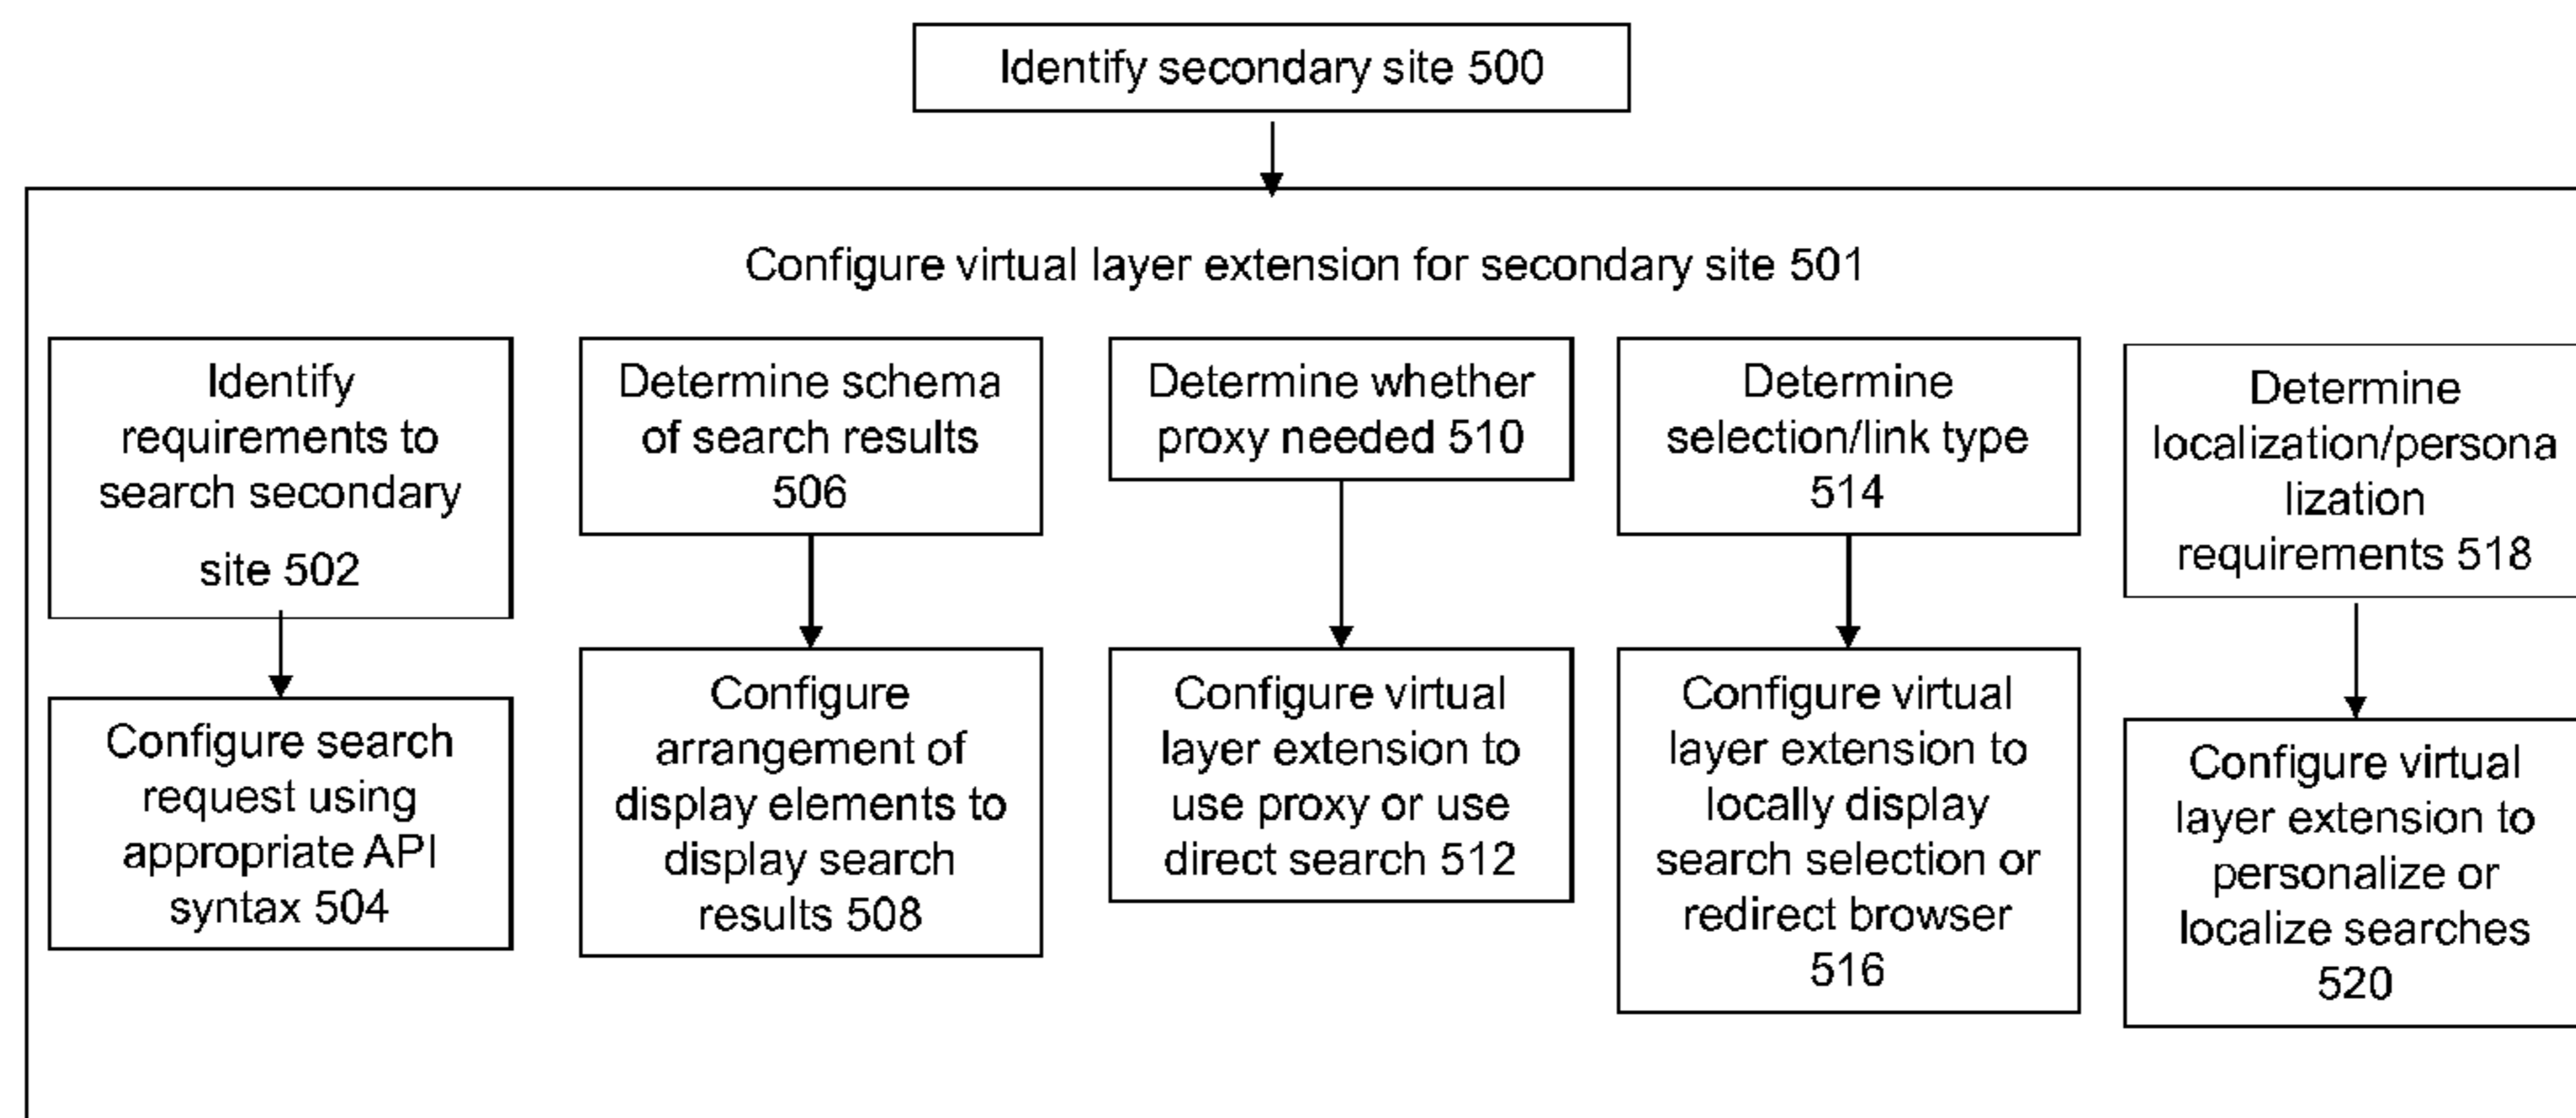 Identify secondary site 500
Configure virtual layer extension for secondary site 501
Identify
requirements to
search secondary
site 502
Configure search
request using
appropriate API
syntax 504
Determine schema
of search results
506
Configure
arrangement of
display elements to
display search
results 508
Determine whether
proxy needed 510
Configure virtual
layer extension to
use proxy or use
direct search 512
Determine
selection/link type
514
Configure virtual
layer extension to
locally display
search selection or
redirect browser
516
Determine
localization/persona
lization
requirements 518
Configure virtual
layer extension to
personalize or
localize searches
520